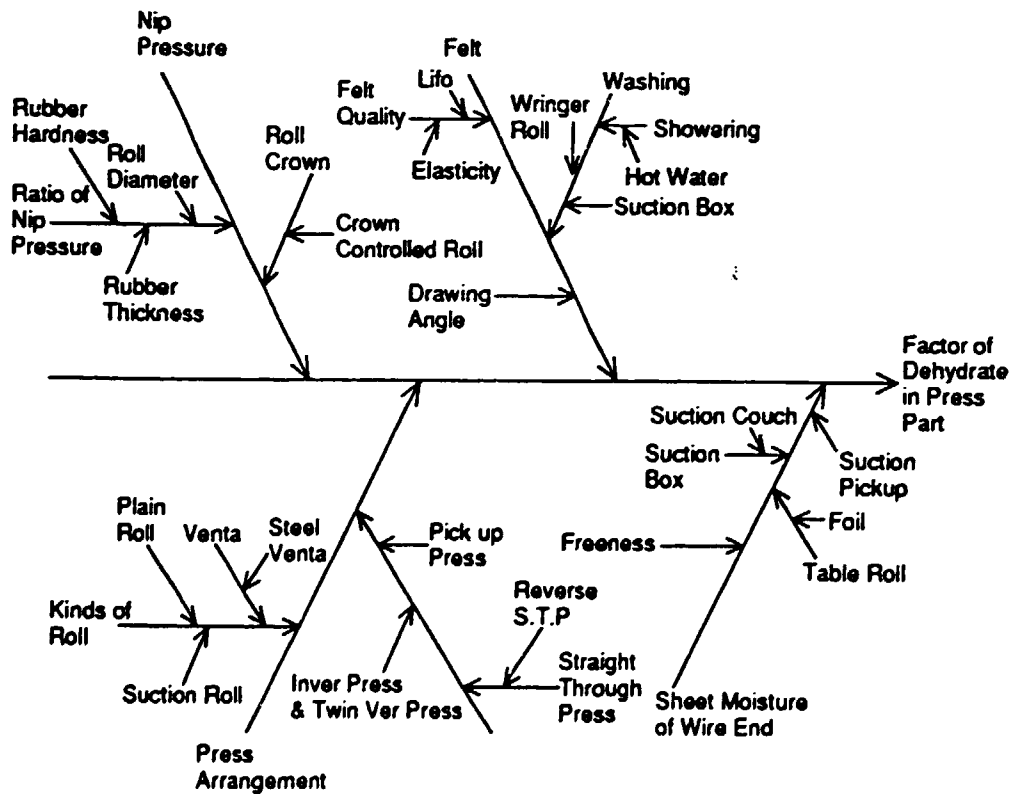 Nip
Pressure
Felt
Lifo
Felt
Quality
Washing
Wringer
Roll
Showering
Rubber
Hardness
Roll
Diameter
Roll
Crown
Elasticity
Hot Water
Suction Box
Ratio of
Nip
Pressure
Crown
Controlled Roll
Rubber
Thickness
Drawing
Angle
Factor of
Dehydrate
in Press
Part
Suction Couch
Suction
Box
Suction
Pickup
Plain
Roll
Venta
Steel
Venta
Pick up
Press
Freeness
Foil
Table Roll
Kinds of
Roll
Reverse
S.T.P
Suction Roll
Inver Press
& Twin Ver Press
Straight
Through
Press
Sheet Moisture
of Wire End
Press
Arrangement